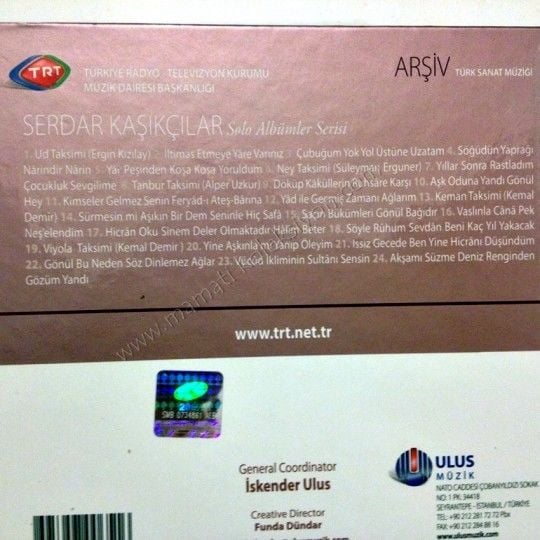 TRT
TÜRKİYE RADYO - TELEVİZYON KURUMU
MÜZİK DAİRESİ BAŞKANLIĞI
ARŞİV TÜRK SANAT MÜZİĞİ
SERDAR KAŞIKÇILAR Solo Albümler Serisi
1. Ud Taksimi (Ergin Kızılay) 2. İltimas Etmeye Yâre Varınız 3. Çubuğum Yok Yol Üstüne Uzatam 4. Söğüdün Yaprağı
Nârindir Nârin 5. Yâr Peşinden Koşa Koşa Yoruldum 6. Ney Taksimi (Süleyman Erguner) 7. Yıllar Sonra Rastladım
Çocukluk Sevgilime 8. Tanbur Taksimi (Alper Uzkur) 9. Döküp Kâküllerin Ruhsâre Karşı 10. Aşk Oduna Yandı Gönül
Hey 11. Kimseler Gelmez Senin Feryâd-ı Ateş-Bârına 12. Yâd ile Geçmiş Zamanı Ağlarım 13. Keman Taksimi (Kemal
Demir) 14. Sürmesin mi Aşıkın Bir Dem Seninle Hiç Safâ 15. Saçın Bükümleri Gönül Bağıdır 16. Vaslınla Cânâ Pek
Neş'elendim 17. Hicrân Oku Sinem Deler Olmaktadır Hâlim Beter 18. Söyle Rûhum Sevdân Beni Kaç Yıl Yakacak
19. Viyola Taksimi (Kemal Demir) 20. Yine Aşkınla mı Yanıp Öleyim 21. Issız Gecede Ben Yine Hicrânı Düşündüm
22. Gönül Bu Neden Söz Dinlemez Ağlar 23. Vücûd İkliminin Sultânı Sensin 24. Akşamı Süzme Deniz Renginden
Gözüm Yandı
www.trt.net.tr
General Coordinator
İskender Ulus
Creative Director
Funda Dündar
ULUS
MÜZİK
NATO CADDESİ ÇOBANYILDIZI SOKAK
NO: 1 PK: 34418
SEYRANTEPE - İSTANBUL / TÜRKİYE
TEL: +90 212 281 72 72 Pbx
FAX: +90 212 284 88 16
www.ulusmuzik.com